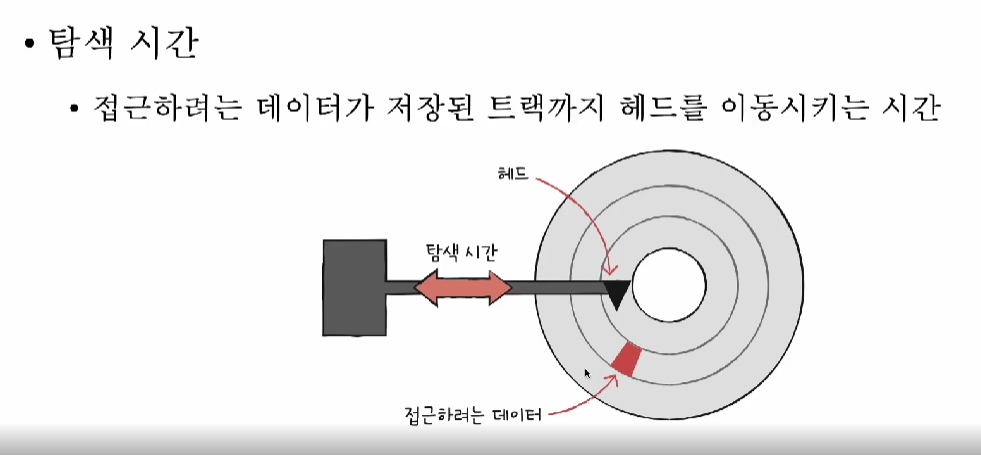 • 탐색 시간
• 접근하려는 데이터가 저장된 트랙까지 헤드를 이동시키는 시간
헤드
탐색 시간
접근하려는 데이터